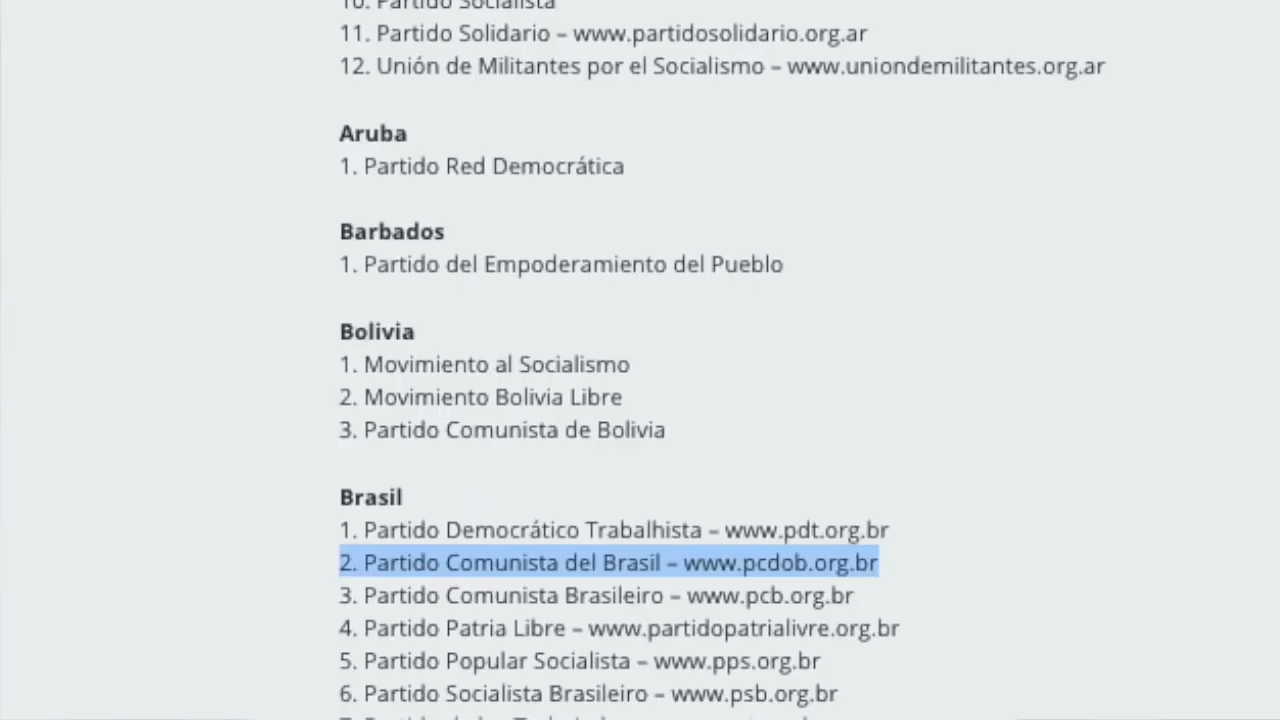 10. Partido Socialista
11. Partido Solidario – www.partidosolidario.org.ar
12. Unión de Militantes por el Socialismo – www.uniondemilitantes.org.ar
Aruba
1. Partido Red Democrática
Barbados
1. Partido del Empoderamiento del Pueblo
Bolivia
1. Movimiento al Socialismo
2. Movimiento Bolivia Libre
3. Partido Comunista de Bolivia
Brasil
1. Partido Democrático Trabalhista – www.pdt.org.br
2. Partido Comunista del Brasil – www.pcdob.org.br
3. Partido Comunista Brasileiro – www.pcb.org.br
4. Partido Patria Libre – www.partidopatrialivre.org.br
5. Partido Popular Socialista – www.pps.org.br
6. Partido Socialista Brasileiro – www.psb.org.br